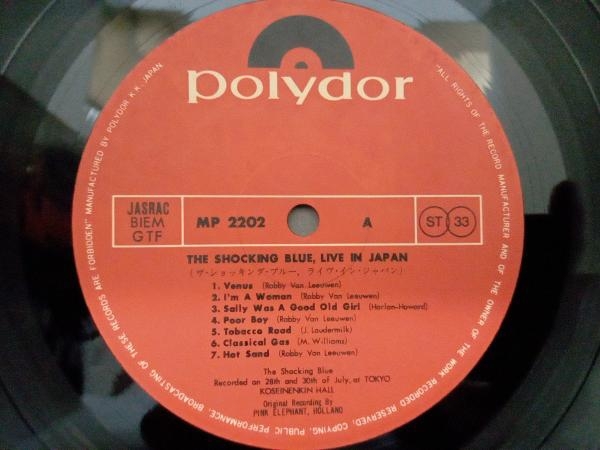 polydor
MANUFACTURED BY POLYDOR K.K. JAPAN
"ALL RIGHTS OF THE RECORD MANUFACTURER AND OF THE OWNER OF THE WORK RECORDED RESERVED, COPYING, PUBLIC PERFORMANCE, BROADCASTING OF THESE RECORDS ARE FORBIDDEN"
JASRAC
BIEM
GTF
MP 2202
A
ST 33
THE SHOCKING BLUE, LIVE IN JAPAN
(ザ・ショッキング・ブルー、ライヴ・イン・ジャパン)
1. Venus (Robby Van Leeuwen)
2. I'm A Woman (Robby Van Leeuwen)
3. Sally Was A Good Old Girl (Harlan-Howard)
4. Poor Boy (Robby Van Leeuwen)
5. Tobacco Road (J. Loudermilk)
6. Classical Gas (M. Williams)
7. Hot Sand (Robby Van Leeuwen)
The Shocking Blue
Recorded on 28th and 30th of July, at TOKYO
KOSEINENKIN HALL
Original Recording By
PINK ELEPHANT, HOLLAND